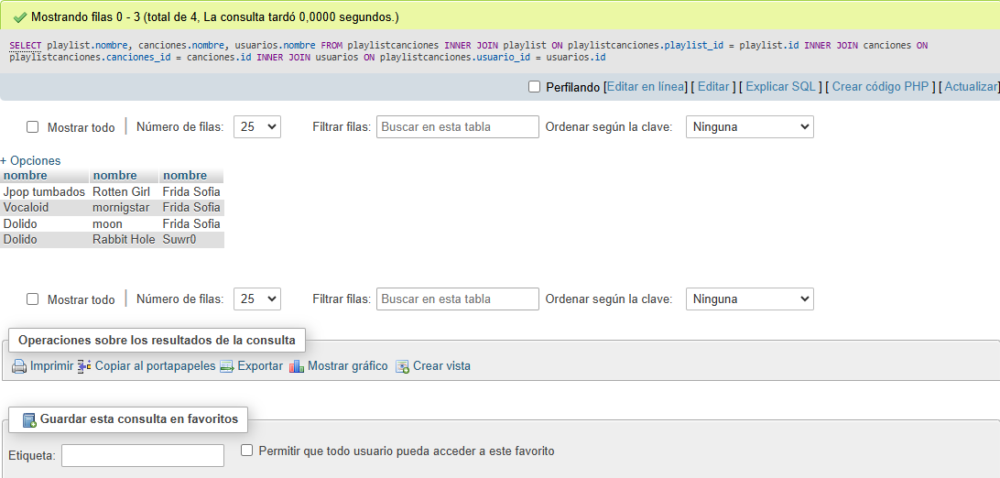 Mostrando filas 0 - 3 (total de 4, La consulta tardó 0,0000 segundos.)
SELECT playlist.nombre, canciones.nombre, usuarios.nombre FROM playlistcanciones INNER JOIN playlist ON playlistcanciones.playlist_id = playlist.id INNER JOIN canciones ON
playlistcanciones.canciones_id = canciones.id INNER JOIN usuarios ON playlistcanciones.usuario_id = usuarios.id
Perfilando [Editar en línea] [ Editar ] [ Explicar SQL ] [ Crear código PHP ] [ Actualizar]
Mostrar todo | Número de filas: 25 Filtrar filas: Buscar en esta tabla Ordenar según la clave: Ninguna
+ Opciones
nombre nombre nombre
Jpop tumbados Rotten Girl Frida Sofia
Vocaloid mornigstar Frida Sofia
Dolido moon Frida Sofia
Dolido Rabbit Hole Suwr0
Mostrar todo | Número de filas: 25 Filtrar filas: Buscar en esta tabla Ordenar según la clave: Ninguna
Operaciones sobre los resultados de la consulta
Imprimir Copiar al portapapeles Exportar Mostrar gráfico Crear vista
Guardar esta consulta en favoritos
Etiqueta: Permitir que todo usuario pueda acceder a este favorito